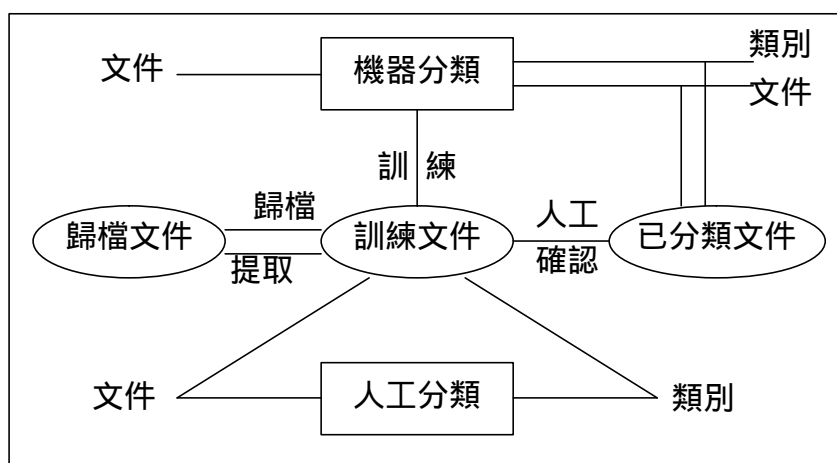 類別
文件
機器分類
文件
訓 練
歸檔
人工
歸檔文件
訓練文件
已分類文件
提取
確認
文件
人工分類
類別